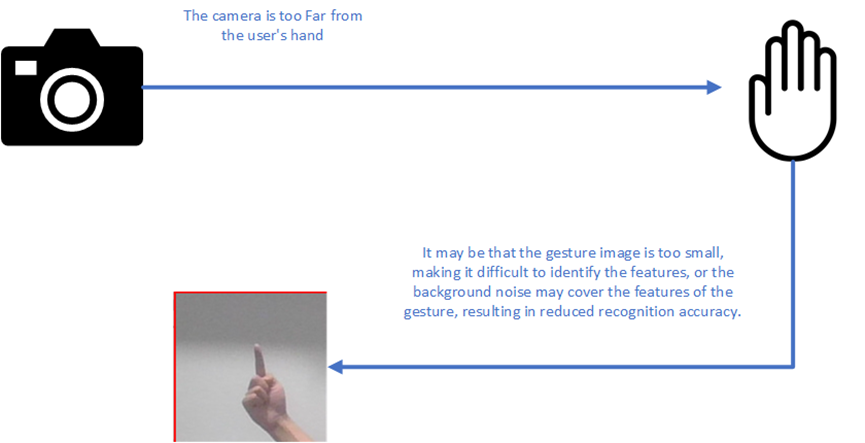 The camera is too Far from
the user's hand
It may be that the gesture image is too small,
making it difficult to identify the features, or the
background noise may cover the features of the
gesture, resulting in reduced recognition accuracy.